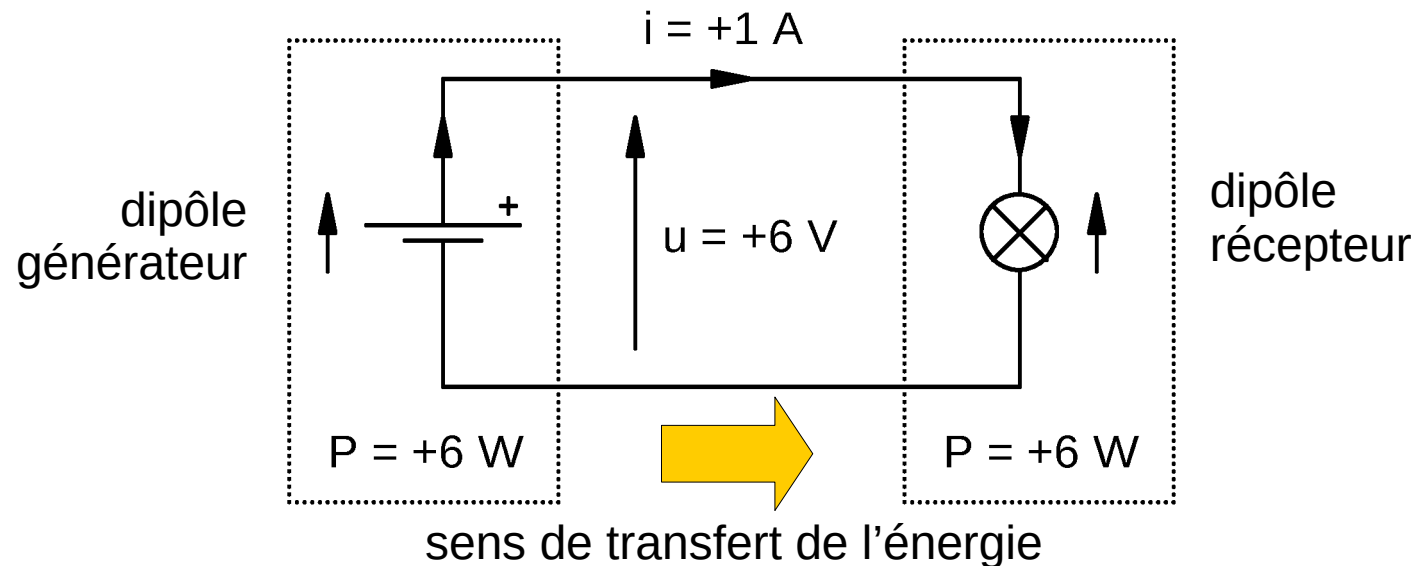 i = +1 A
dipôle
générateur
+
u = +6 V
dipôle
récepteur
P = +6 W
P = +6 W
sens de transfert de l’énergie